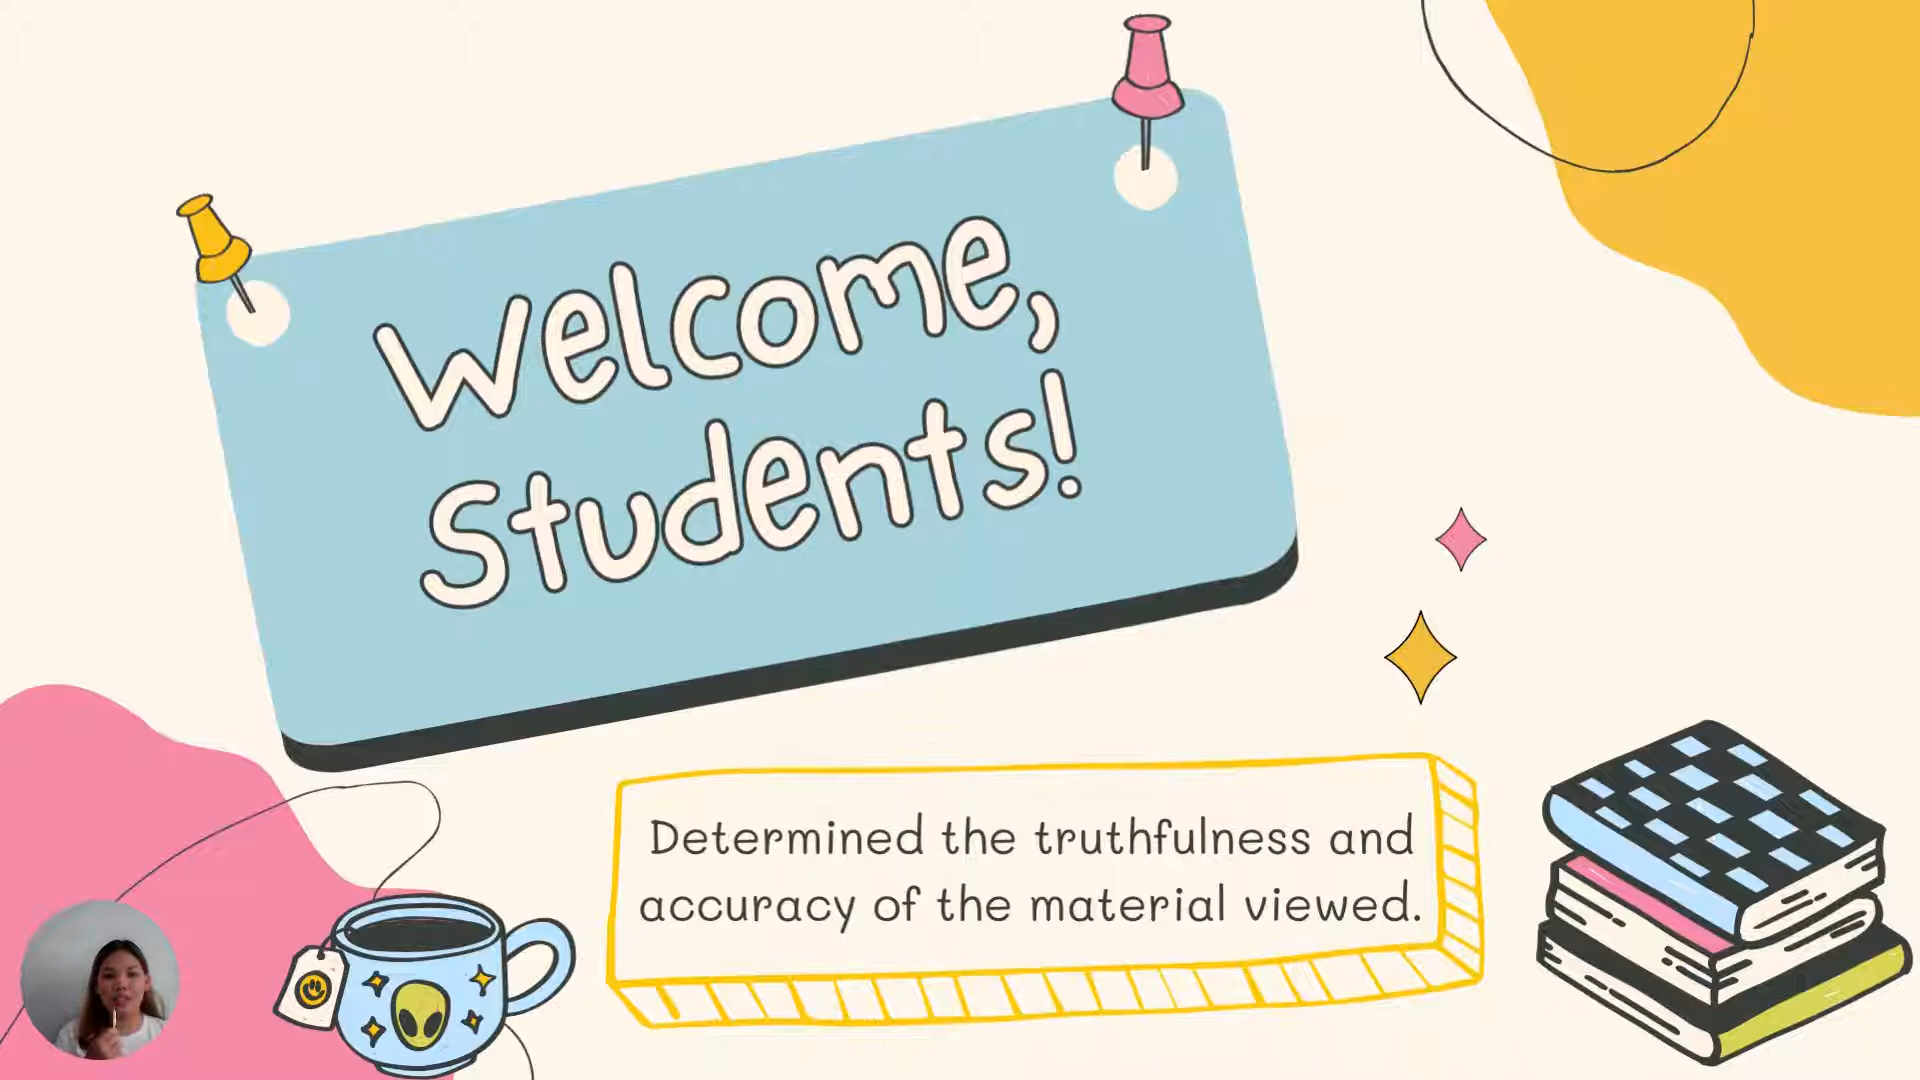 Welcome,
Students!
Determined the truthfulness and
accuracy of the material viewed.